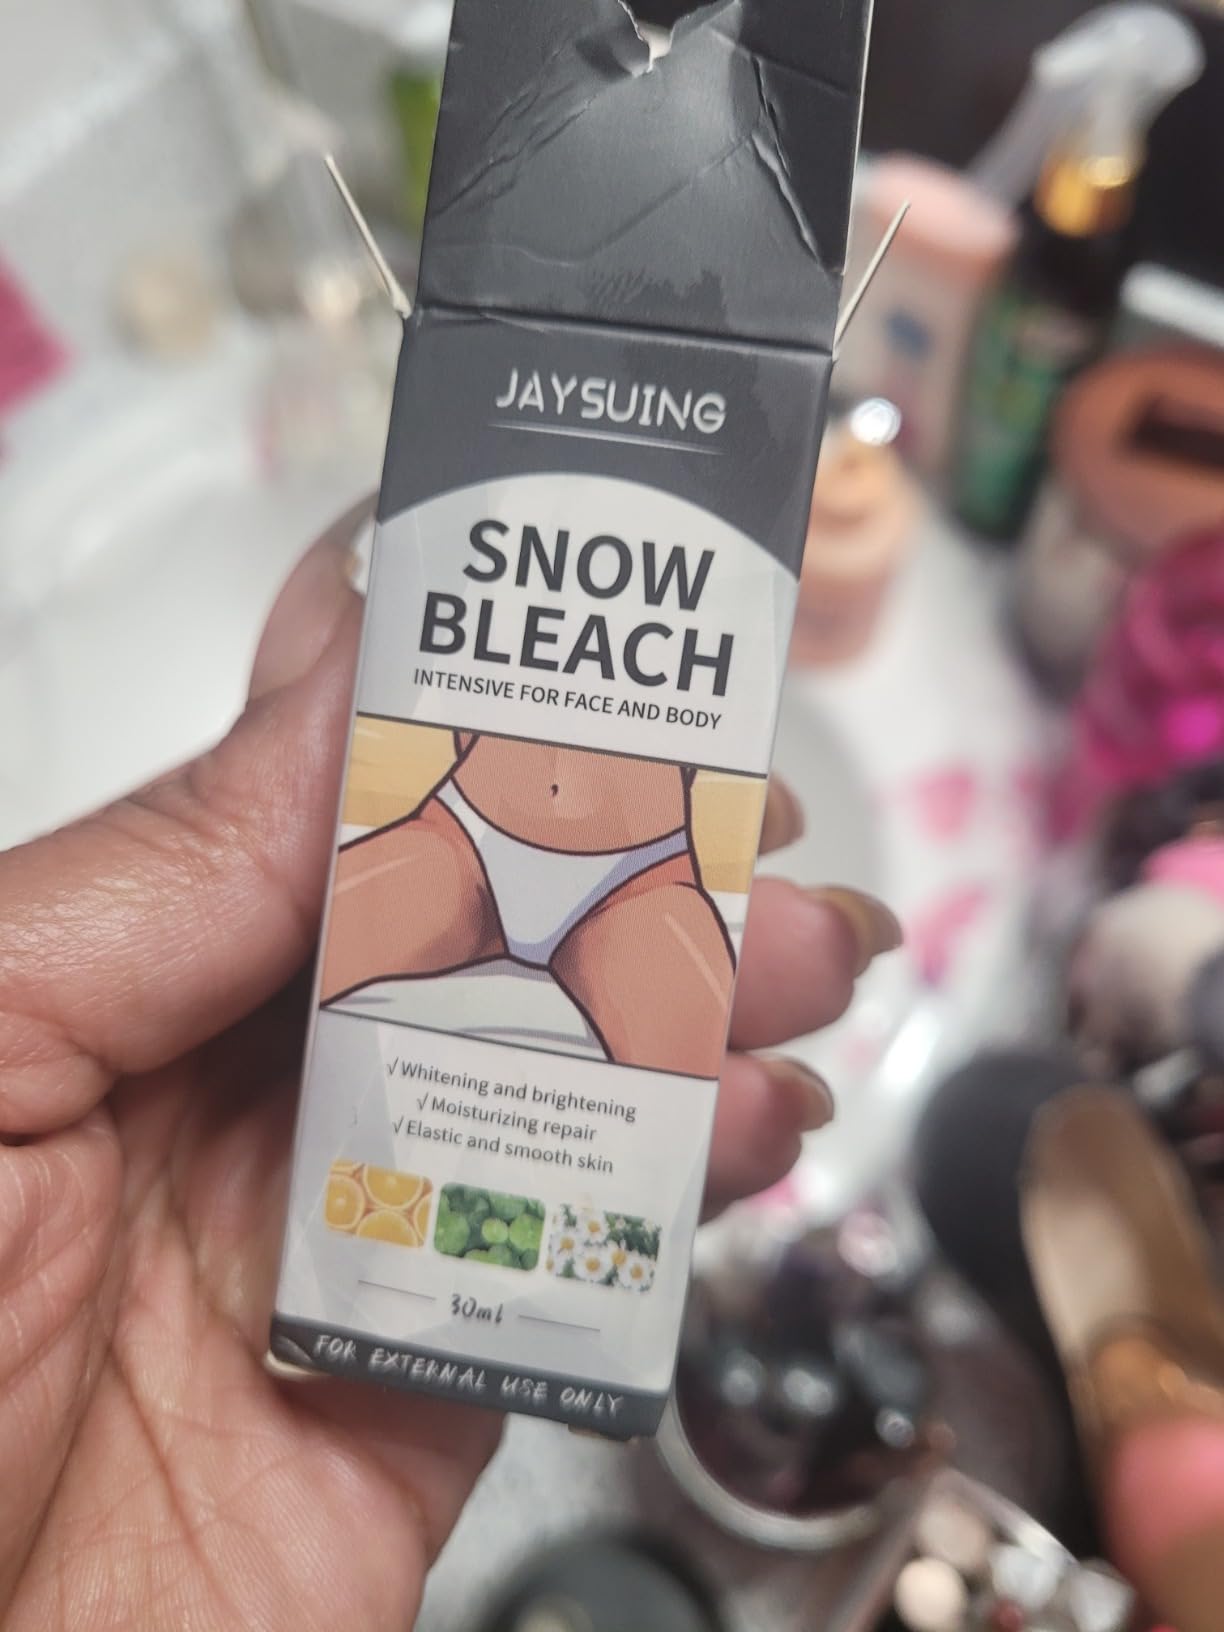 JAYSUING
SNOW
BLEACH
INTENSIVE FOR FACE AND BODY
√Whitening and brightening
√Moisturizing repair
√Elastic and smooth skin
30ml
FOR EXTERNAL USE ONLY